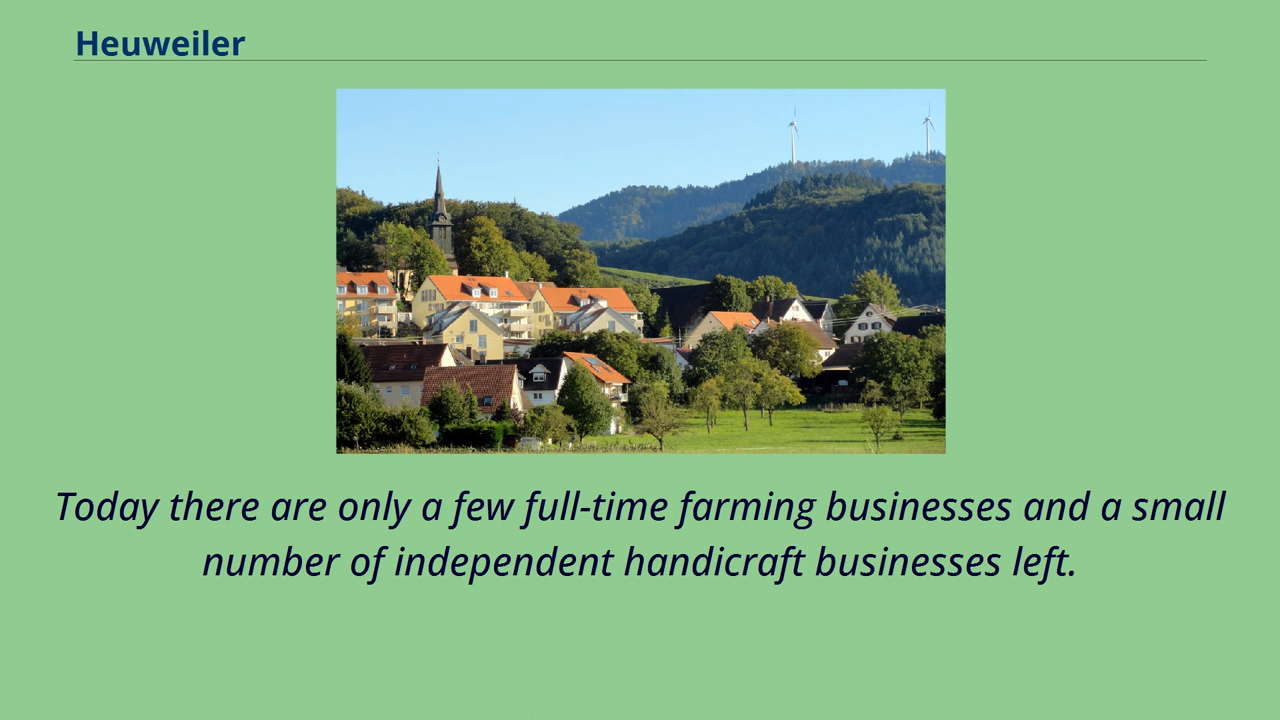 Heuweiler
Today there are only a few full-time farming businesses and a small
number of independent handicraft businesses left.